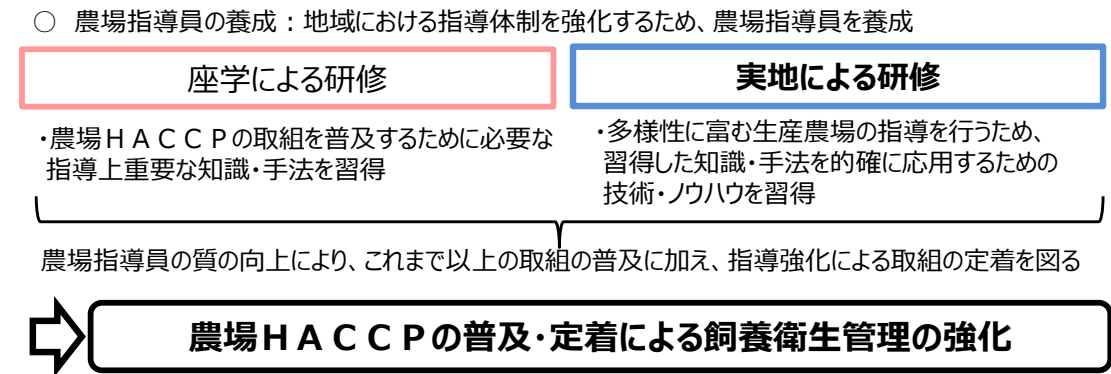 ○ 農場指導員の養成：地域における指導体制を強化するため、農場指導員を養成
座学による研修
実地による研修
・農場ＨＡＣＣＰの取組を普及するために必要な
指導上重要な知識・手法を習得
・多様性に富む生産農場の指導を行うため、
習得した知識・手法を的確に応用するための
技術・ノウハウを習得
農場指導員の質の向上により、これまで以上の取組の普及に加え、指導強化による取組の定着を図る
農場ＨＡＣＣＰの普及・定着による飼養衛生管理の強化